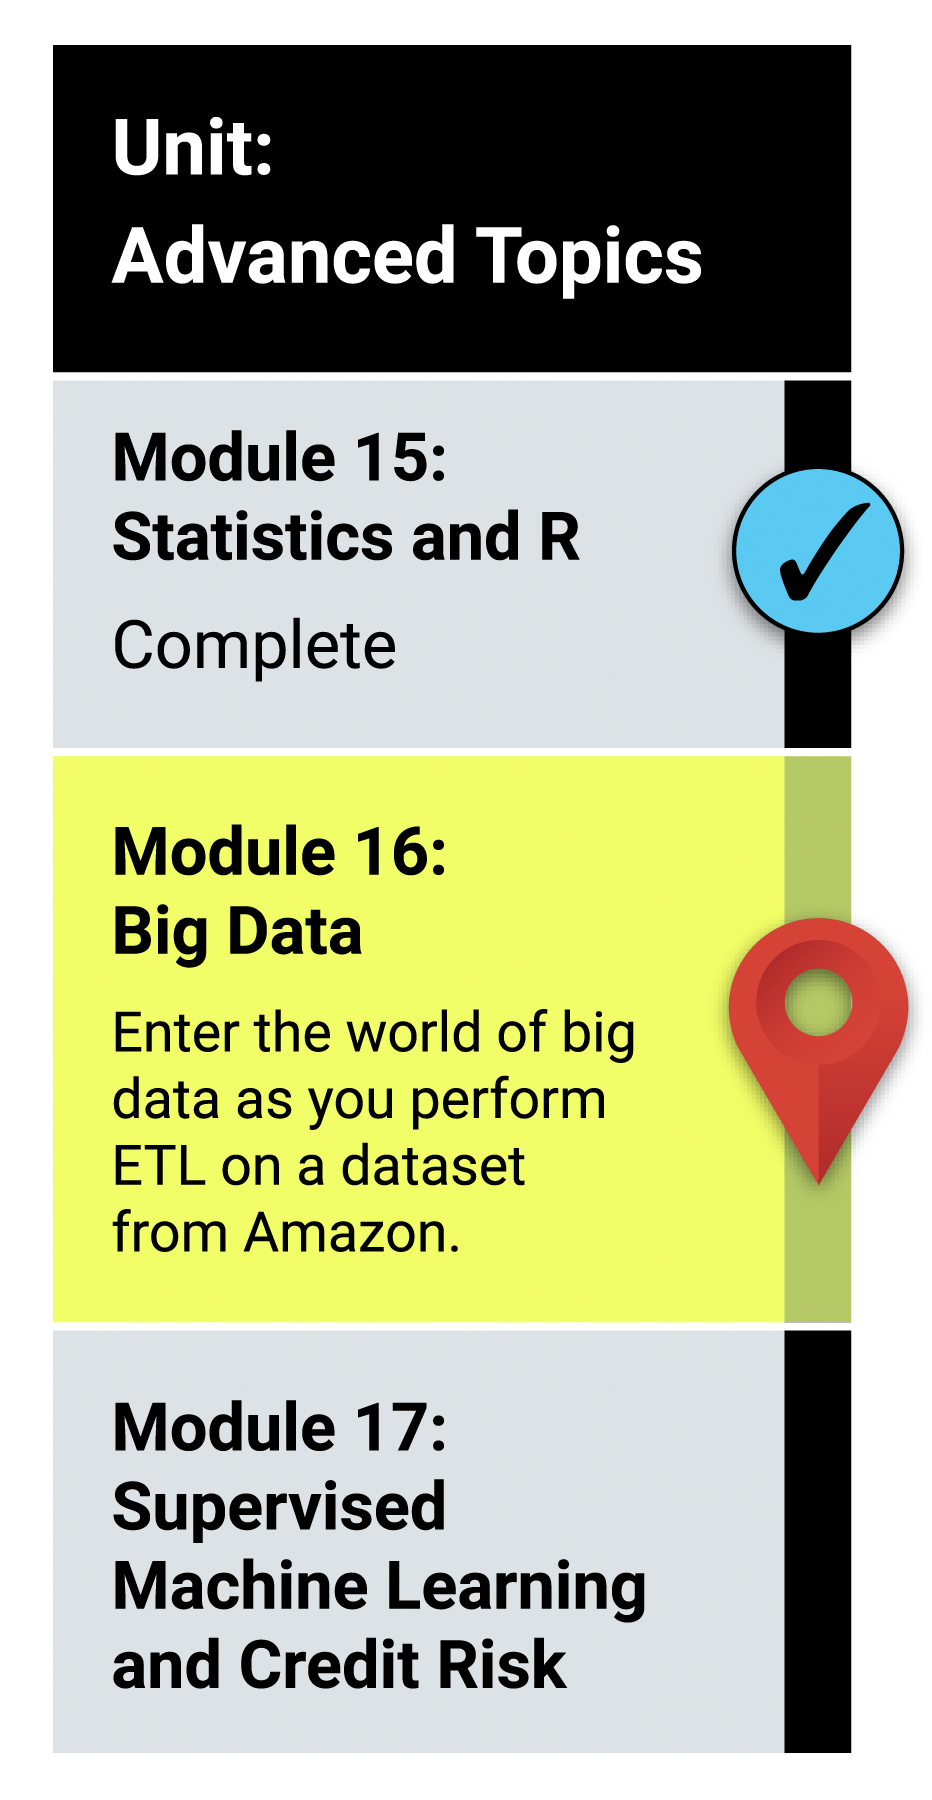 Unit:
Advanced Topics
Module 15:
Statistics and R
Complete
Module 16:
Big Data
Enter the world of big
data as you perform
ETL on a dataset
from Amazon.
Module 17:
Supervised
Machine Learning
and Credit Risk